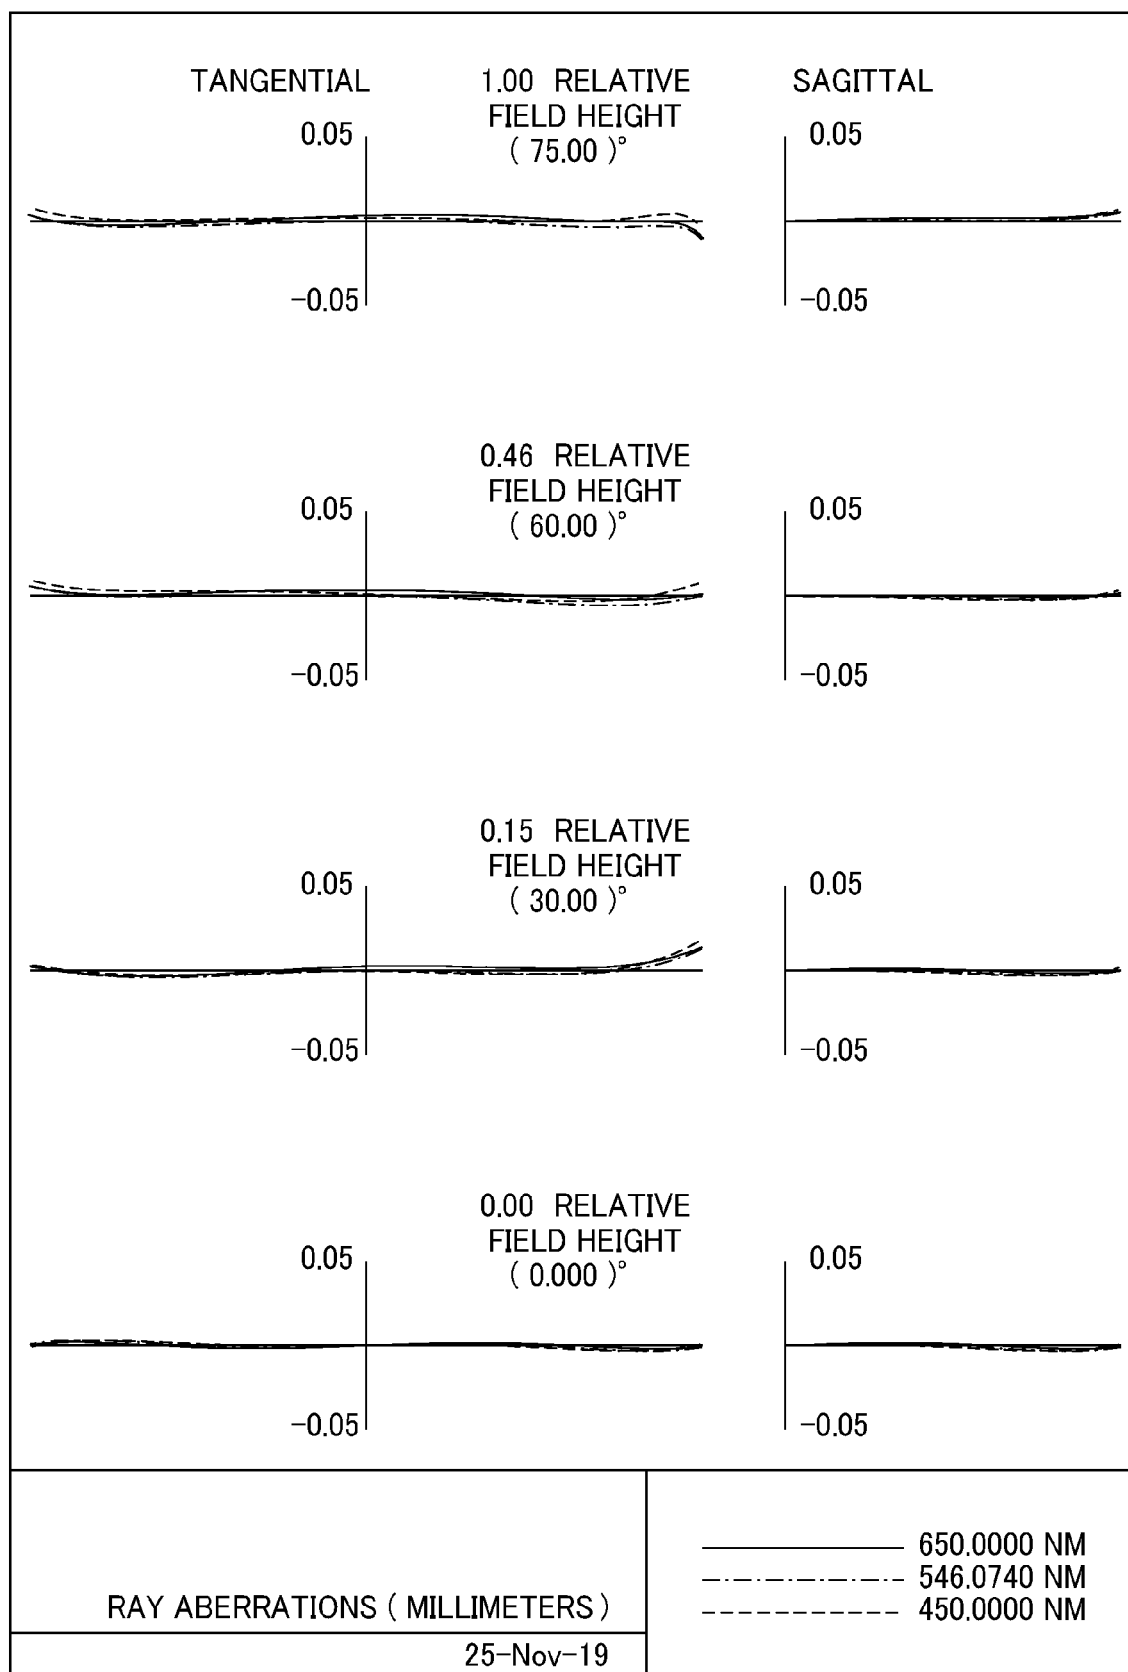 TANGENTIAL 1.00 RELATIVE SAGITTAL
FIELD HEIGHT
0.05 ( 75.00 )° 0.05
-0.05 -0.05
0.46 RELATIVE
FIELD HEIGHT
0.05 ( 60.00 )° 0.05
-0.05 -0.05
0.15 RELATIVE
FIELD HEIGHT
0.05 ( 30.00 )° 0.05
-0.05 -0.05
0.00 RELATIVE
FIELD HEIGHT
0.05 ( 0.000 )° 0.05
-0.05 -0.05
650.0000 NM
546.0740 NM
450.0000 NM
RAY ABERRATIONS ( MILLIMETERS )
25-Nov-19